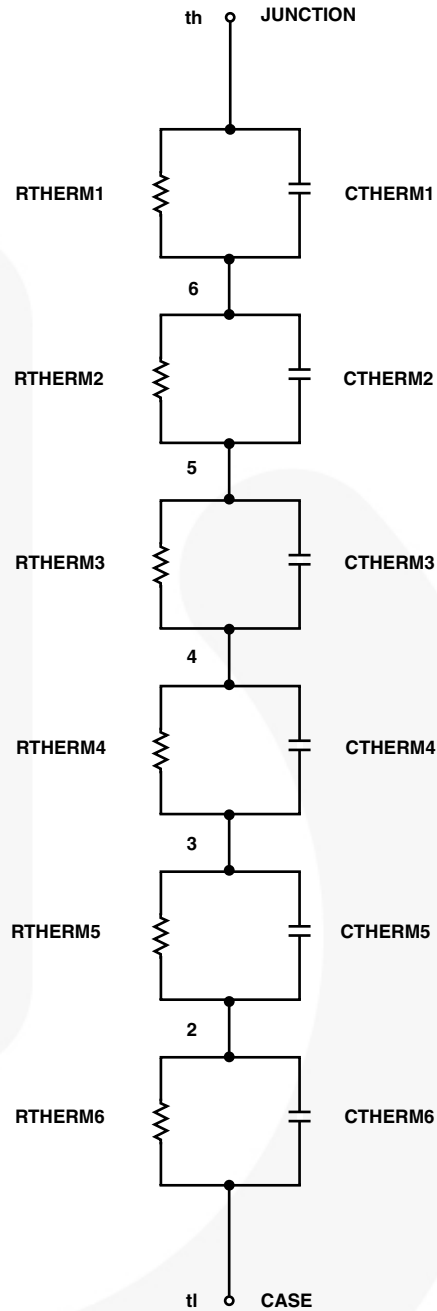 th JUNCTION
RTHERM1 CTHERM1
6
RTHERM2 CTHERM2
5
RTHERM3 CTHERM3
4
RTHERM4 CTHERM4
3
RTHERM5 CTHERM5
2
RTHERM6 CTHERM6
tl CASE